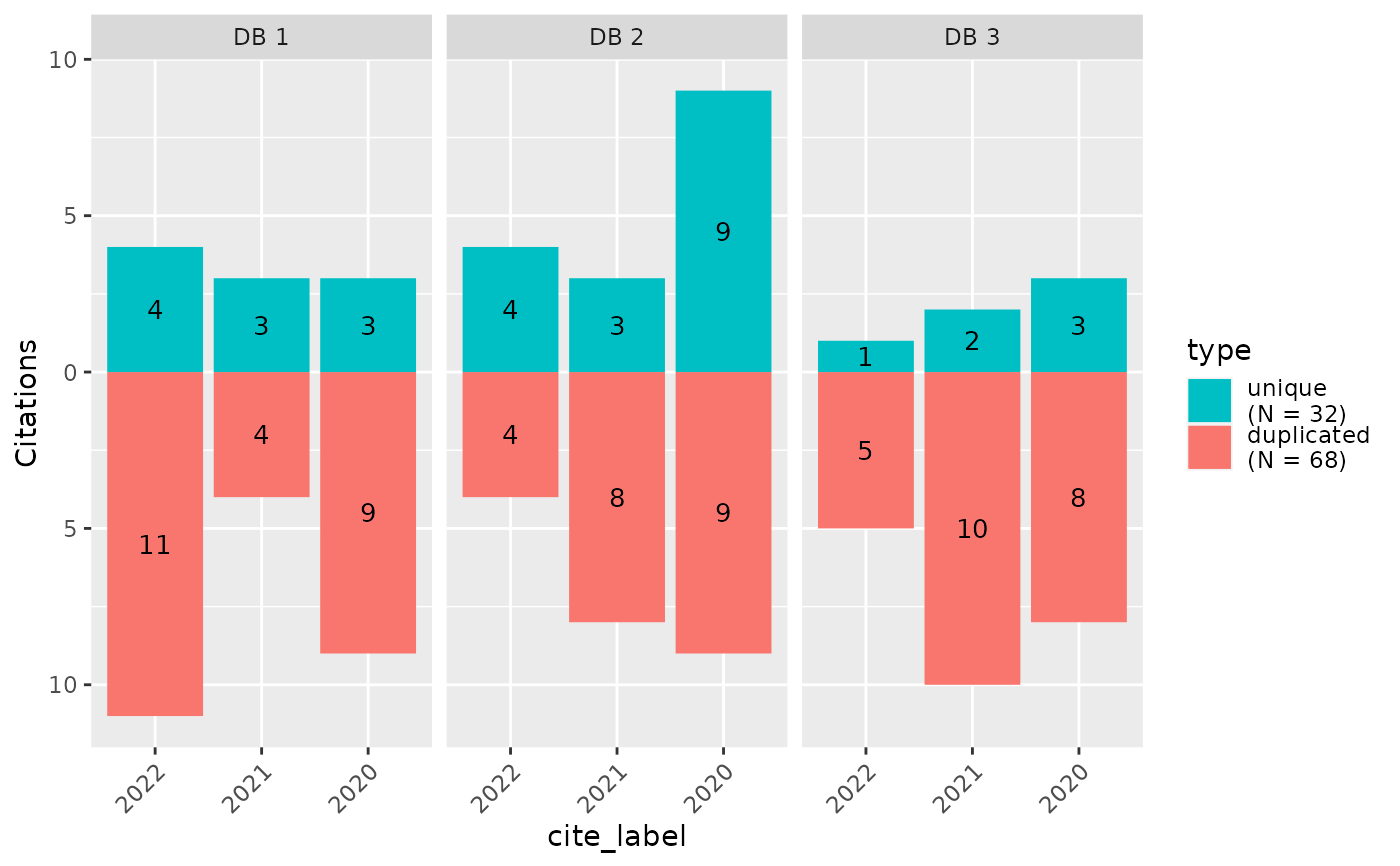 DB 1 DB 2 DB 3
10
5
0
5
10
Citations
4 3 3 4 3 9 1 2 3
11 4 9 4 8 9 5 10 8
2022 2021 2020 2022 2021 2020 2022 2021 2020
cite_label
type
unique
(N = 32)
duplicated
(N = 68)